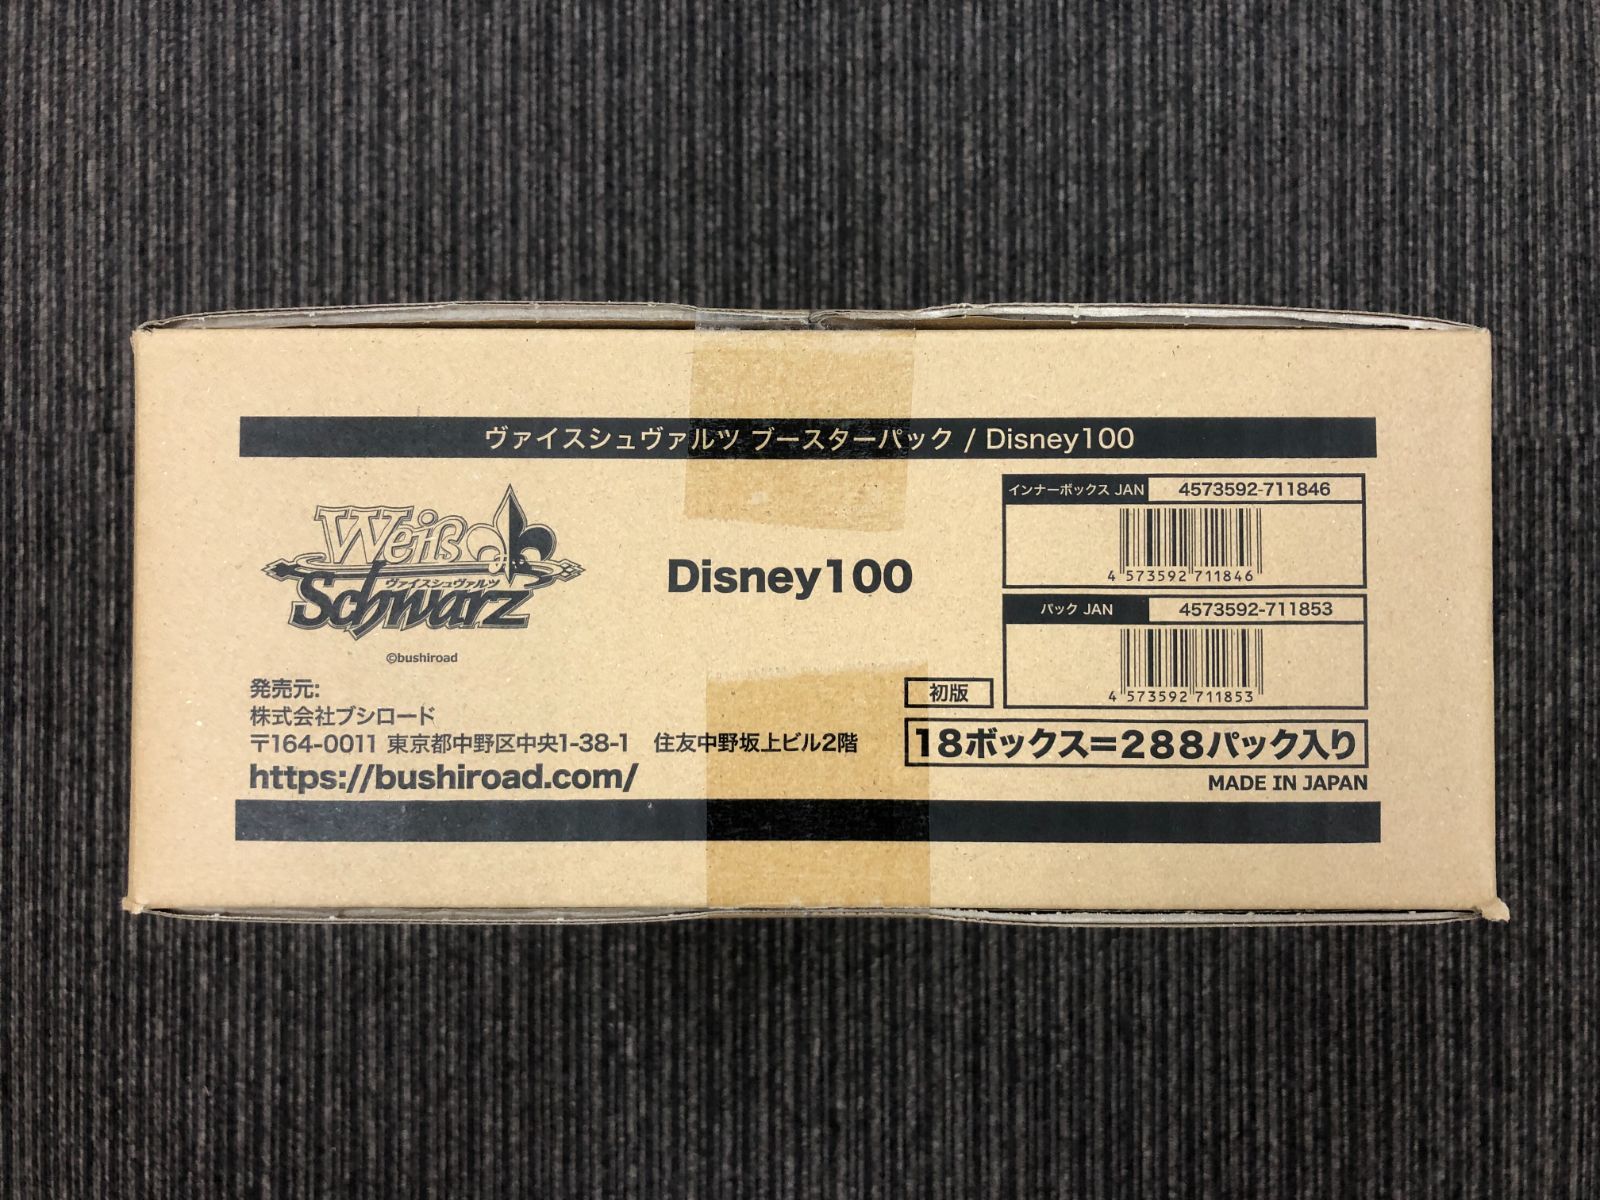 ヴァイスシュヴァルツ ブースターパック / Disney100
Weiß
ヴァイスシュヴァルツ
Schwarz
©bushiroad
Disney100
インナーボックス JAN 4573592-711846
4 573592 711846
パック JAN 4573592-711853
4 573592 711853
発売元:
株式会社ブシロード
〒164-0011 東京都中野区中央1-38-1 住友中野坂上ビル2階
https://bushiroad.com/
初版
18ボックス=288パック入り
MADE IN JAPAN